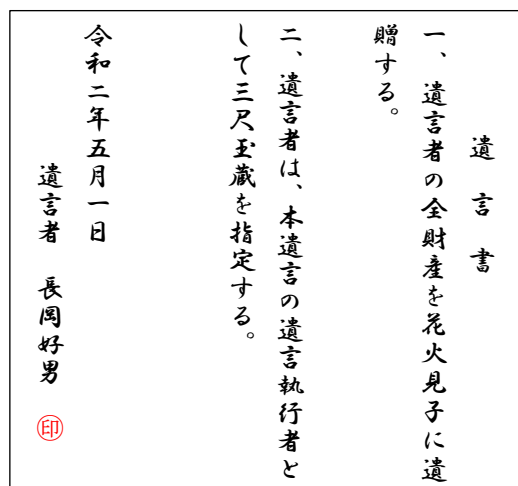 遺言書
一、遺言者の全財産を花火見子に遺
贈する。
二、遺言者は、本遺言の遺言執行者と
して三尺玉蔵を指定する。
令和二年五月一日
遺言者 長岡好男 印